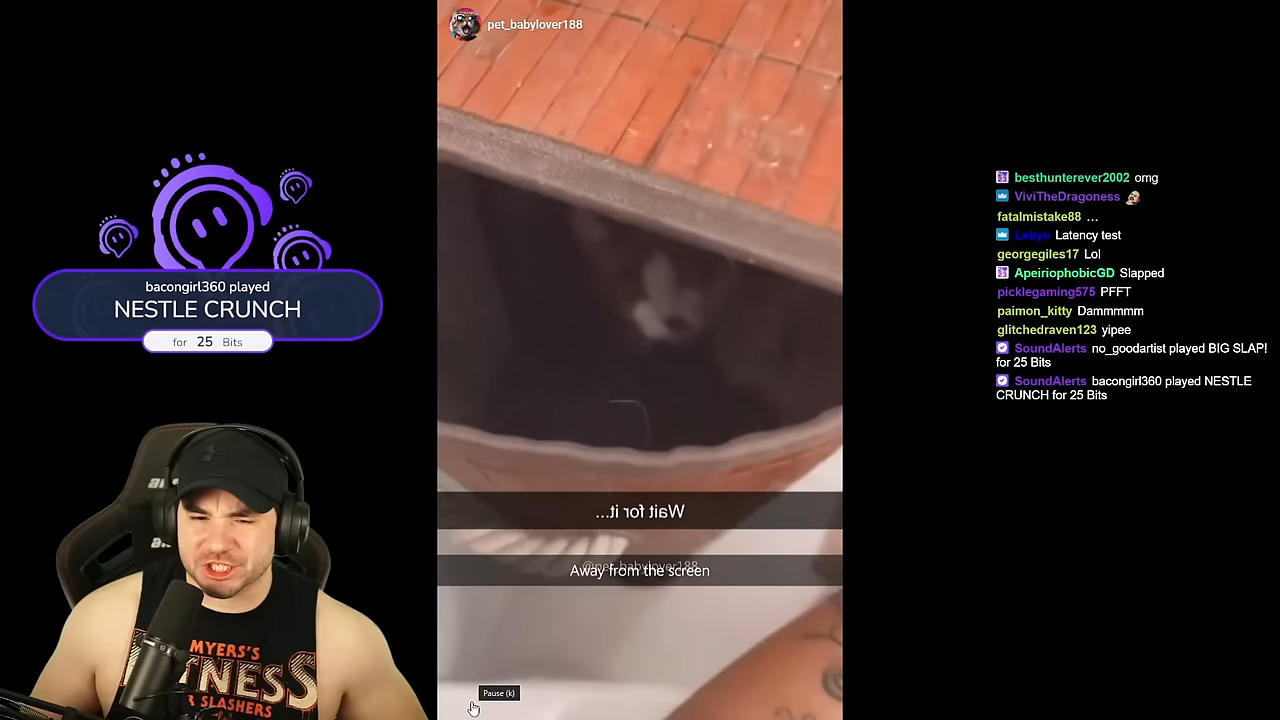 pet_babylover188
bacongirl360 played
NESTLE CRUNCH
for 25 Bits
MYERS'S
SLASHERS
Wait for it...
@pet_babylover188
Away from the screen
Pause (k)
besthunterever2002 omg
ViviTheDragoness
fatalmistake88 ...
Labyu Latency test
georgegiles17 Lol
ApeiriophobicGD Slapped
picklegaming575 PFFT
paimon_kitty Dammmmm
glitchedraven123 yipee
SoundAlerts no_goodartist played BIG SLAP!
for 25 Bits
SoundAlerts bacongirl360 played NESTLE
CRUNCH for 25 Bits